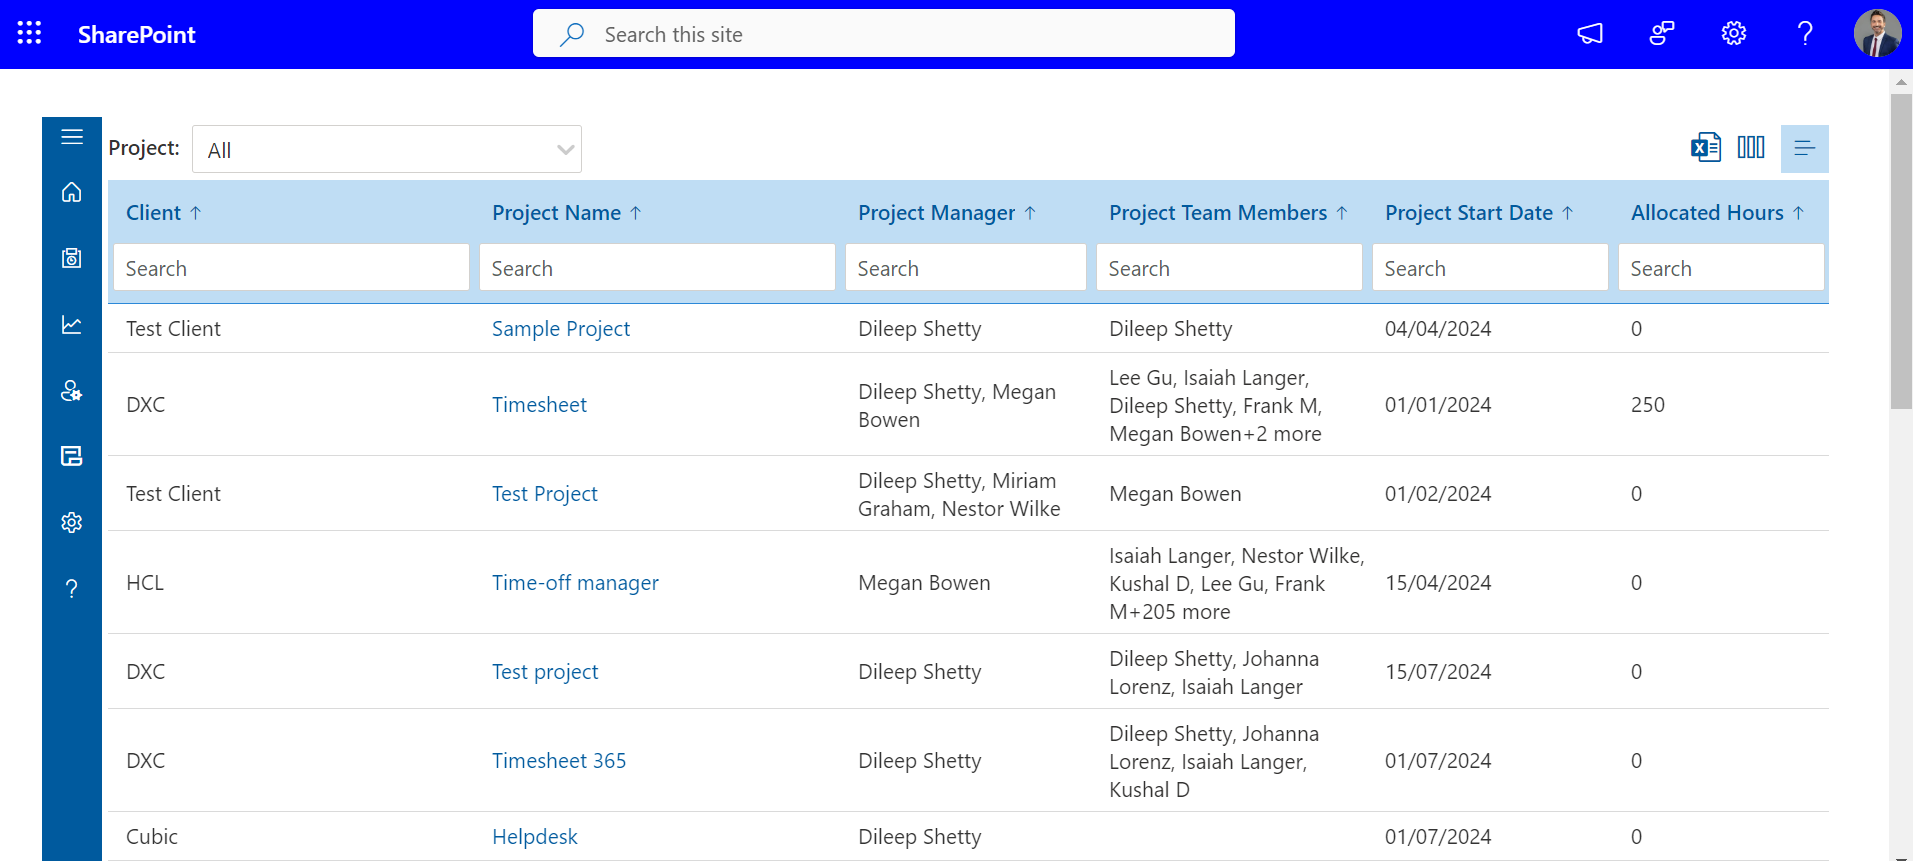 SharePoint
Search this site
Project:
All
Client ↑ Project Name ↑ Project Manager ↑ Project Team Members ↑ Project Start Date ↑ Allocated Hours ↑
Search Search Search Search Search Search
Test Client Sample Project Dileep Shetty Dileep Shetty 04/04/2024 0
DXC Timesheet
Dileep Shetty, Megan
Bowen
Lee Gu, Isaiah Langer,
Dileep Shetty, Frank M,
Megan Bowen+2 more
01/01/2024 250
Test Client Test Project
Dileep Shetty, Miriam
Graham, Nestor Wilke
Megan Bowen 01/02/2024 0
HCL Time-off manager Megan Bowen
Isaiah Langer, Nestor Wilke,
Kushal D, Lee Gu, Frank
M+205 more
15/04/2024 0
DXC Test project Dileep Shetty
Dileep Shetty, Johanna
Lorenz, Isaiah Langer
15/07/2024 0
DXC Timesheet 365 Dileep Shetty
Dileep Shetty, Johanna
Lorenz, Isaiah Langer,
Kushal D
01/07/2024 0
Cubic Helpdesk Dileep Shetty 01/07/2024 0